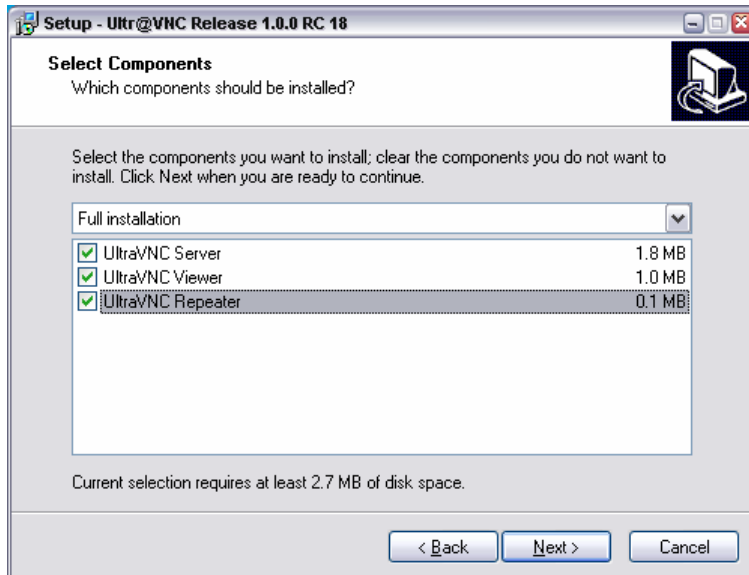 Setup - Ultr@VNC Release 1.0.0 RC 18
Select Components
Which components should be installed?
Select the components you want to install; clear the components you do not want to
install. Click Next when you are ready to continue.
Full installation
UltraVNC Server 1.8 MB
UltraVNC Viewer 1.0 MB
UltraVNC Repeater 0.1 MB
Current selection requires at least 2.7 MB of disk space.
< Back Next > Cancel